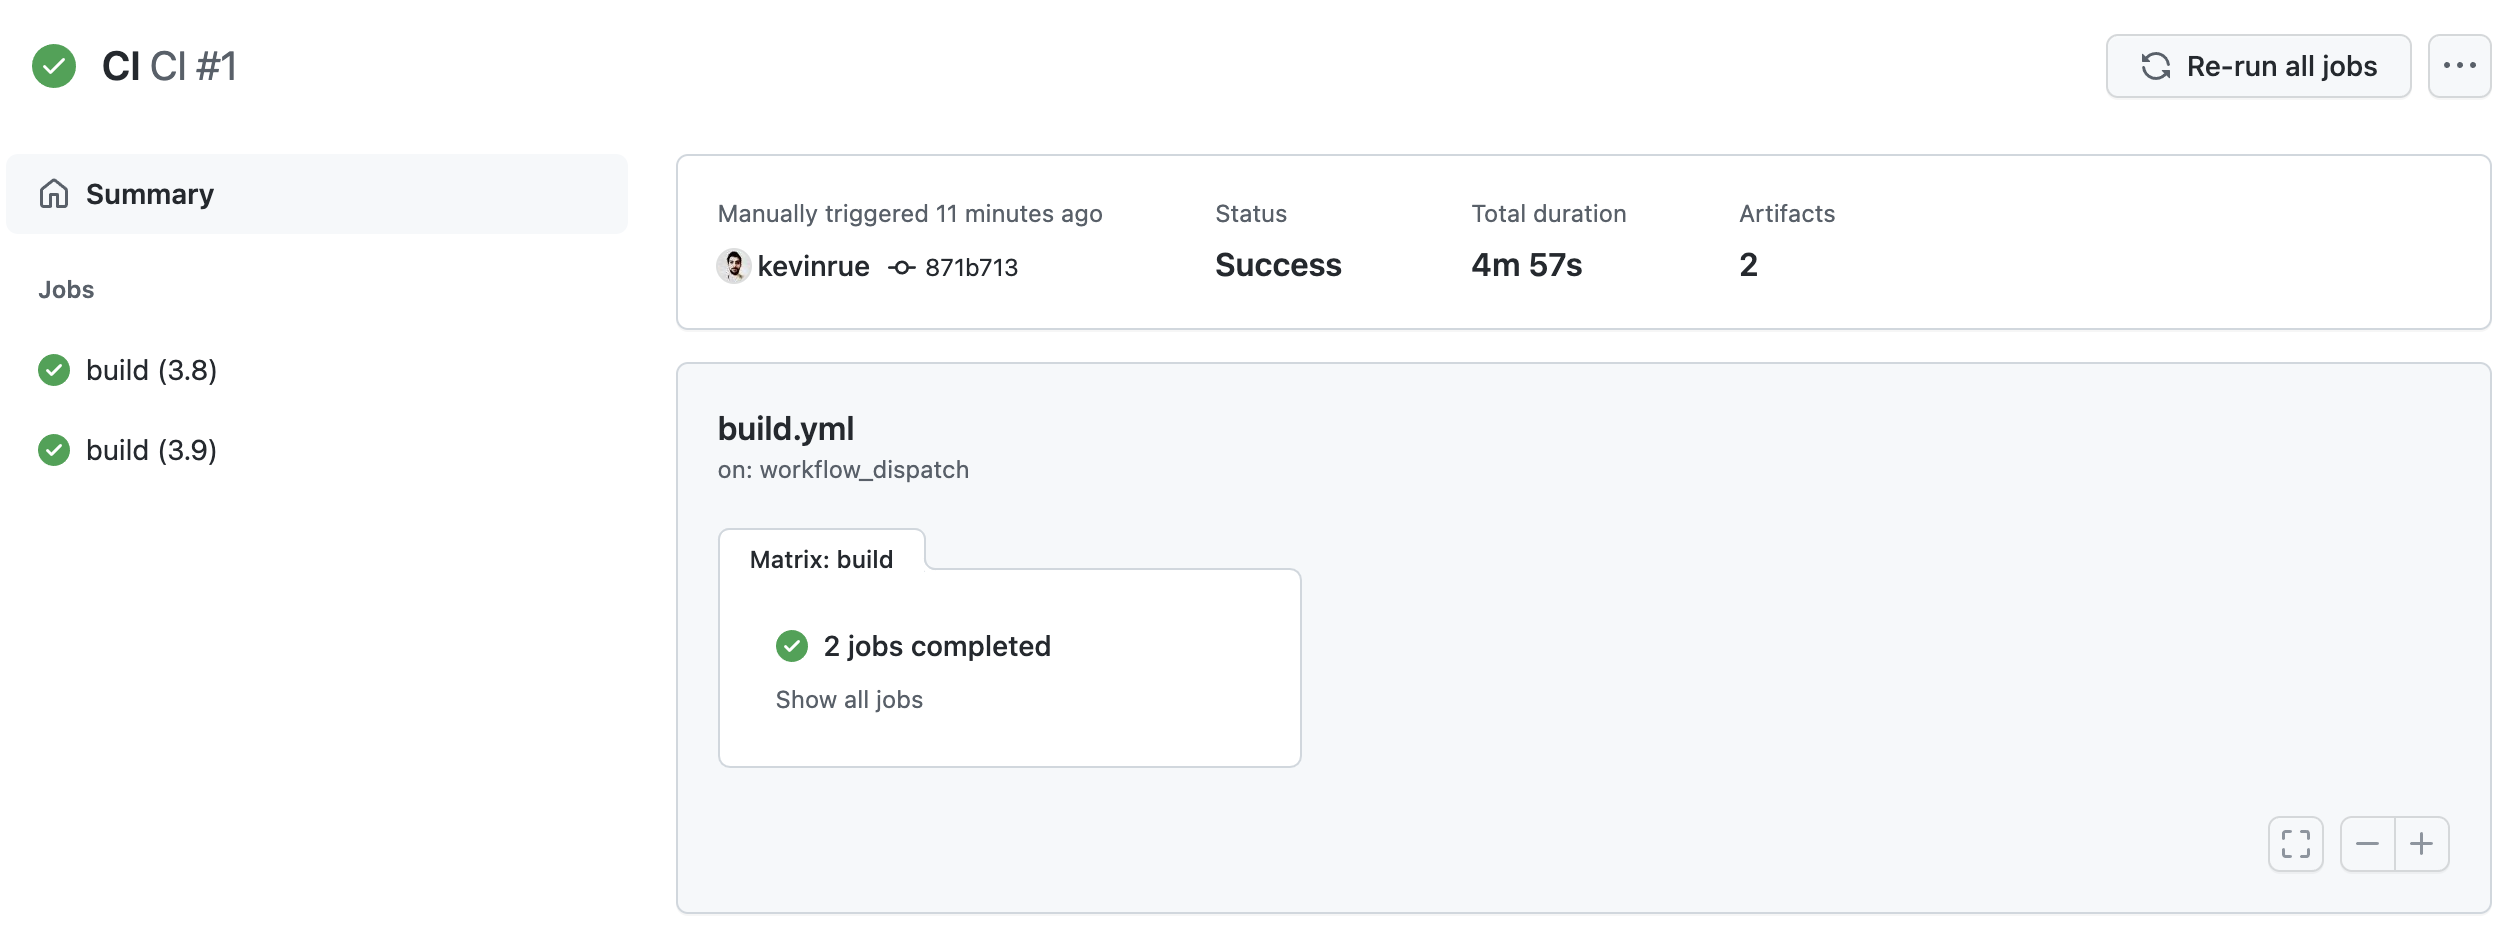 CI CI #1
Re-run all jobs
Summary
Jobs
build (3.8)
build (3.9)
Manually triggered 11 minutes ago
kevinrue 871b713
Status
Success
Total duration
4m 57s
Artifacts
2
build.yml
on: workflow_dispatch
Matrix: build
2 jobs completed
Show all jobs